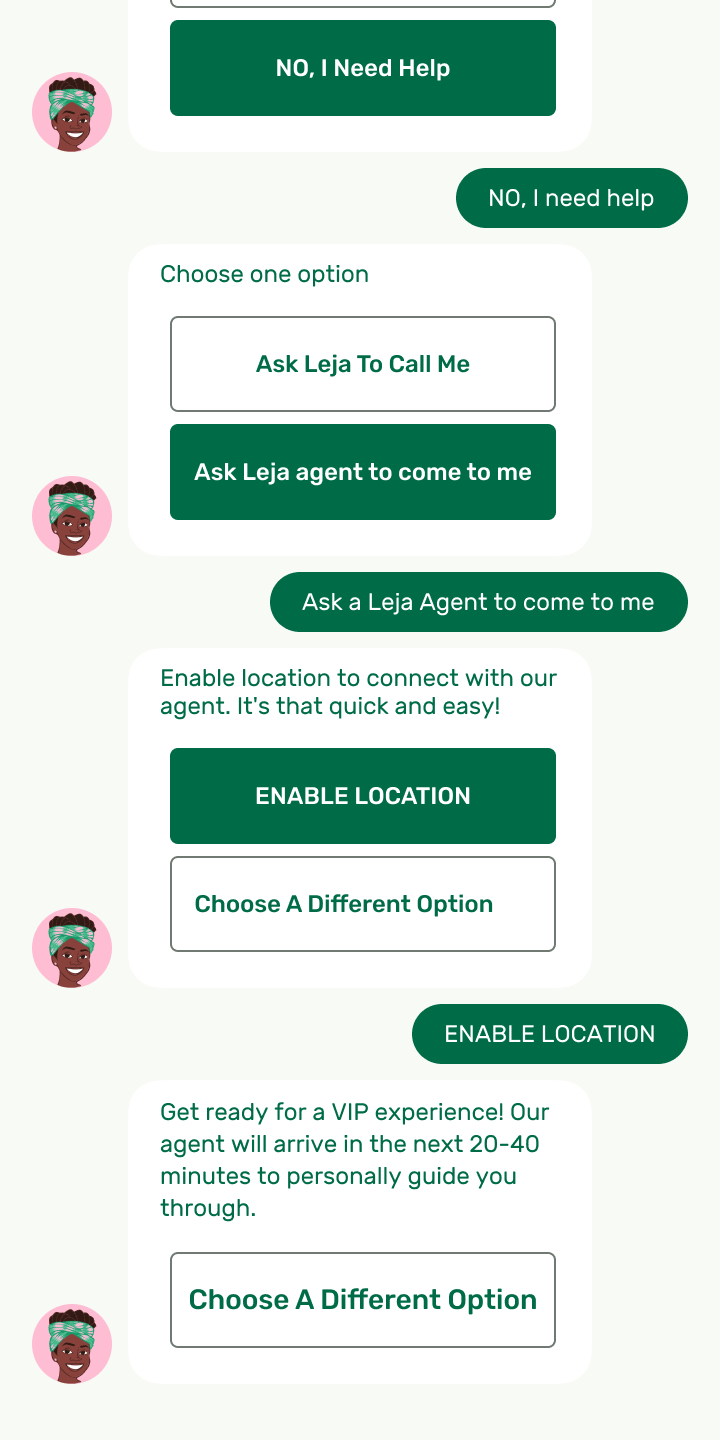 NO, I Need Help
NO, I need help
Choose one option
Ask Leja To Call Me
Ask Leja agent to come to me
Ask a Leja Agent to come to me
Enable location to connect with our
agent. It's that quick and easy!
ENABLE LOCATION
Choose A Different Option
ENABLE LOCATION
Get ready for a VIP experience! Our
agent will arrive in the next 20-40
minutes to personally guide you
through.
Choose A Different Option